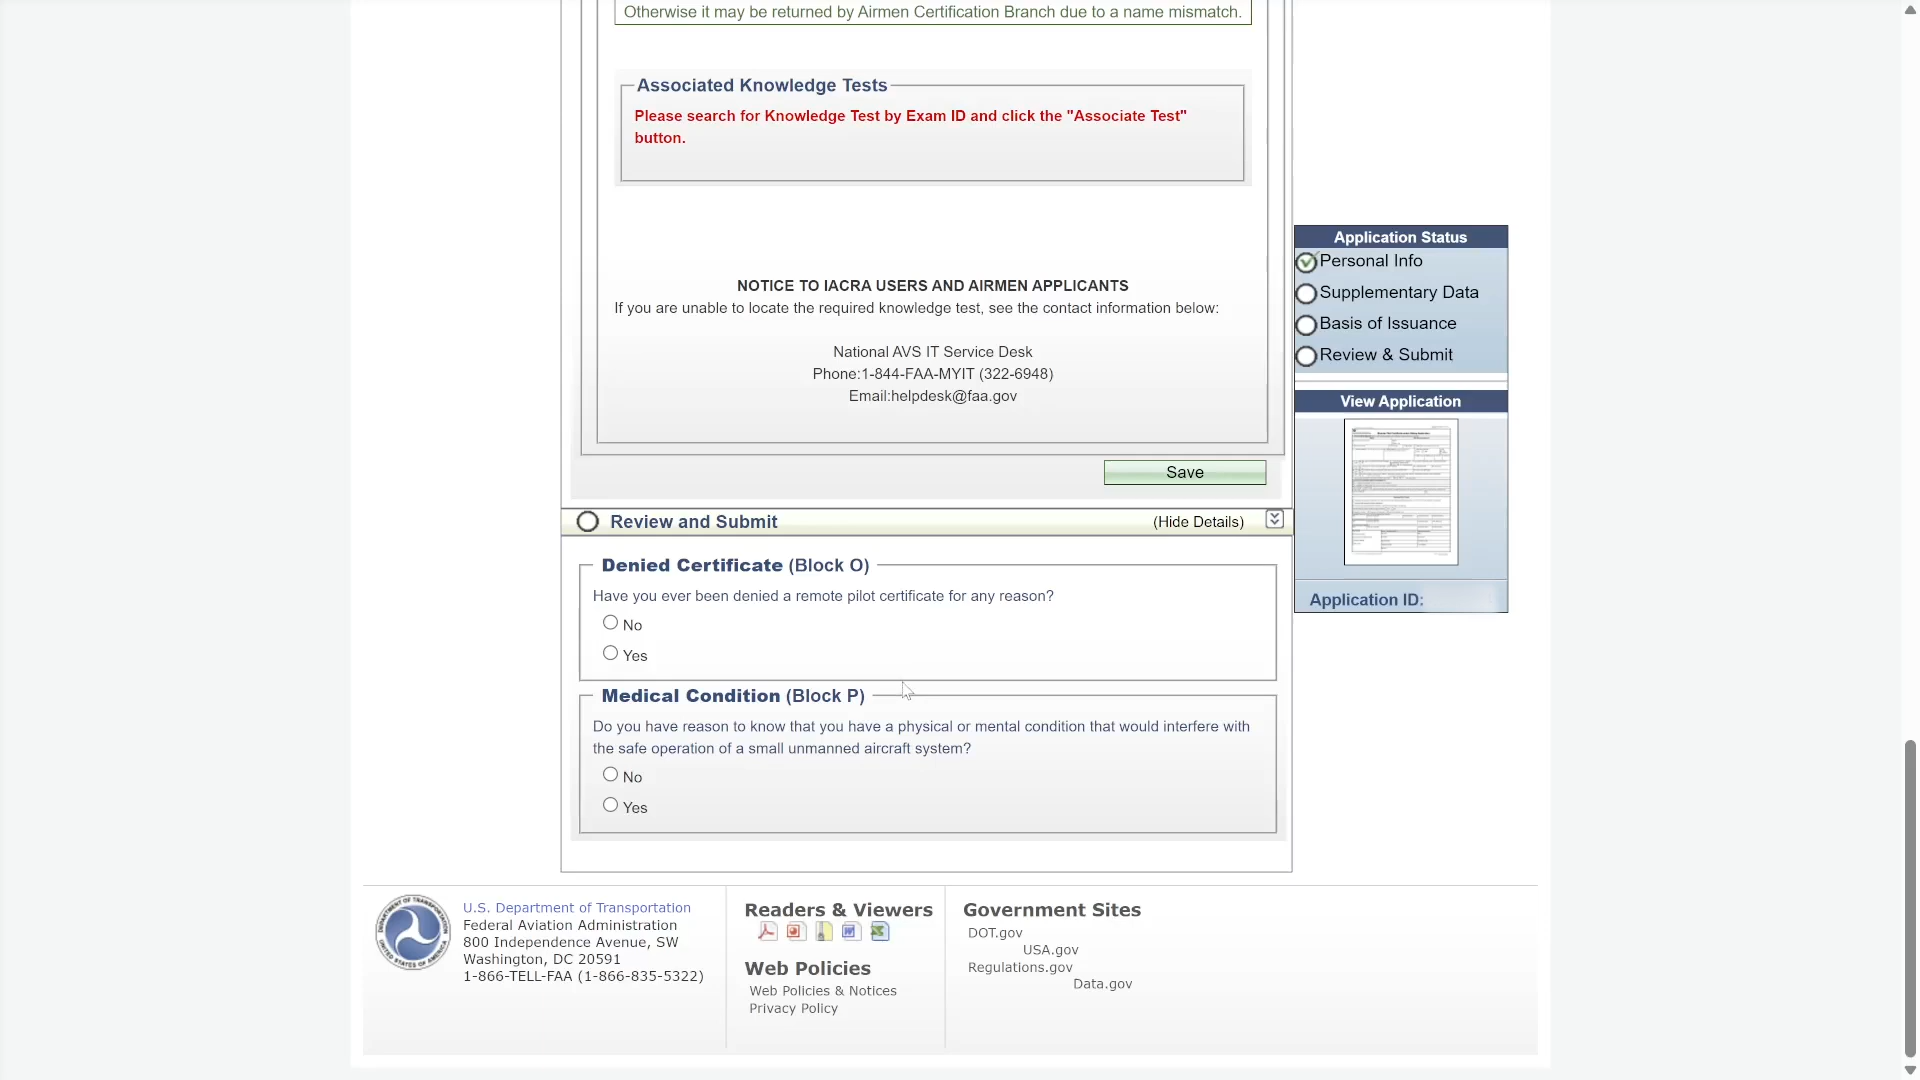 Otherwise it may be returned by Airmen Certification Branch due to a name mismatch.
Associated Knowledge Tests
Please search for Knowledge Test by Exam ID and click the "Associate Test"
button.
NOTICE TO IACRA USERS AND AIRMEN APPLICANTS
If you are unable to locate the required knowledge test, see the contact information below:
National AVS IT Service Desk
Phone:1-844-FAA-MYIT (322-6948)
Email:helpdesk@faa.gov
Save
Review and Submit
(Hide Details)
Denied Certificate (Block O)
Have you ever been denied a remote pilot certificate for any reason?
No
Yes
Medical Condition (Block P)
Do you have reason to know that you have a physical or mental condition that would interfere with
the safe operation of a small unmanned aircraft system?
No
Yes
Application Status
Personal Info
Supplementary Data
Basis of Issuance
Review & Submit
View Application
Application ID:
U.S. Department of Transportation
Federal Aviation Administration
800 Independence Avenue, SW
Washington, DC 20591
1-866-TELL-FAA (1-866-835-5322)
Readers & Viewers
Web Policies
Web Policies & Notices
Privacy Policy
Government Sites
DOT.gov
USA.gov
Regulations.gov
Data.gov